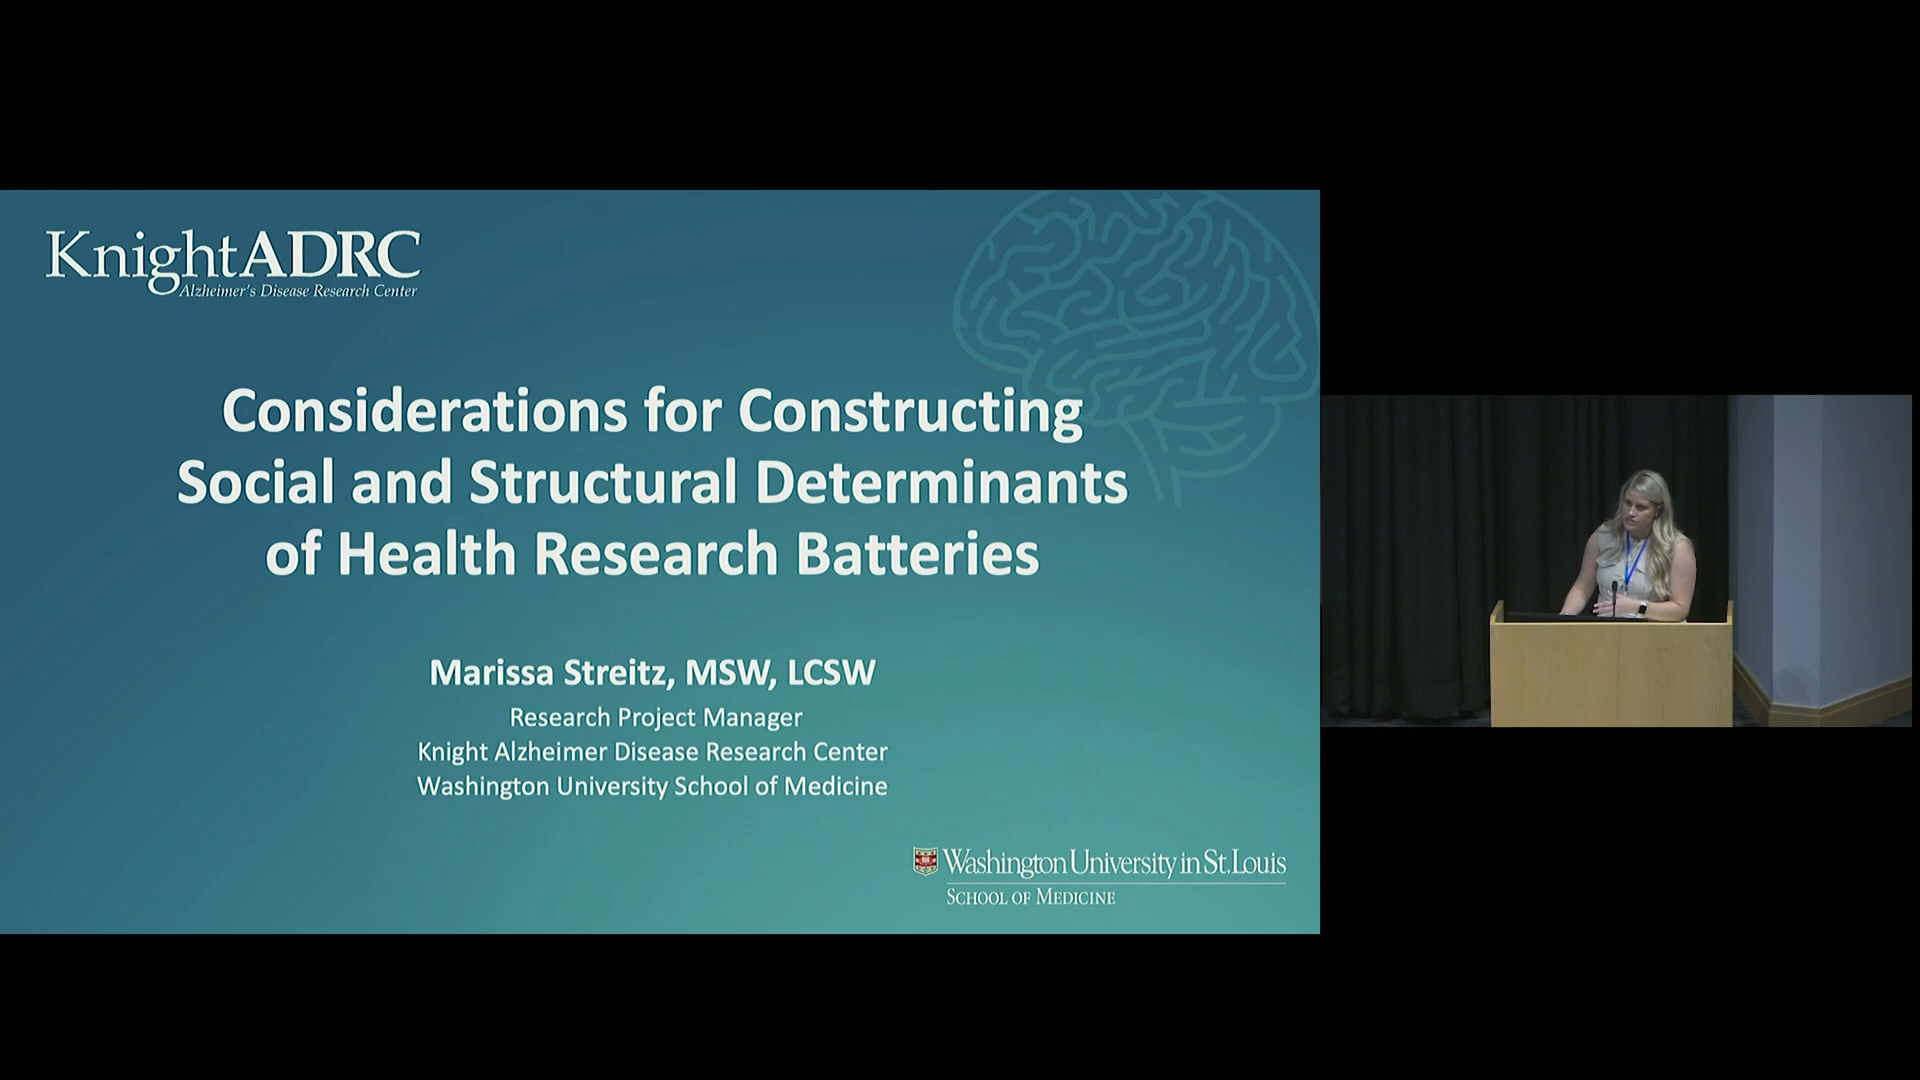 KnightADRC
Alzheimer's Disease Research Center
Considerations for Constructing
Social and Structural Determinants
of Health Research Batteries
Marissa Streitz, MSW, LCSW
Research Project Manager
Knight Alzheimer Disease Research Center
Washington University School of Medicine
Washington University in St. Louis
School of Medicine